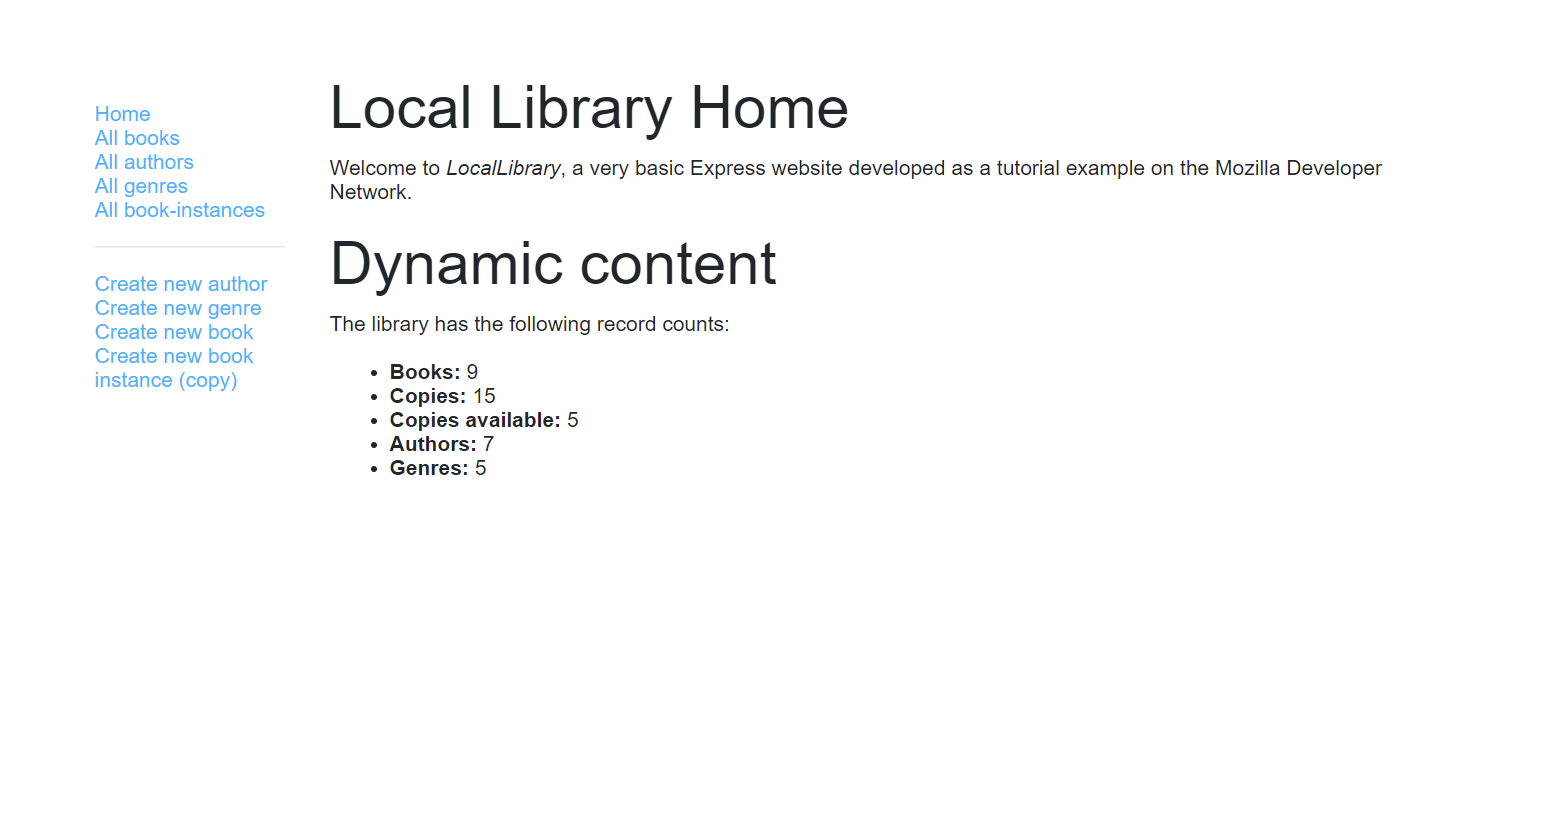 Home
All books
All authors
All genres
All book-instances
Create new author
Create new genre
Create new book
Create new book
instance (copy)
Local Library Home
Welcome to LocalLibrary, a very basic Express website developed as a tutorial example on the Mozilla Developer
Network.
Dynamic content
The library has the following record counts:
Books: 9
Copies: 15
Copies available: 5
Authors: 7
Genres: 5